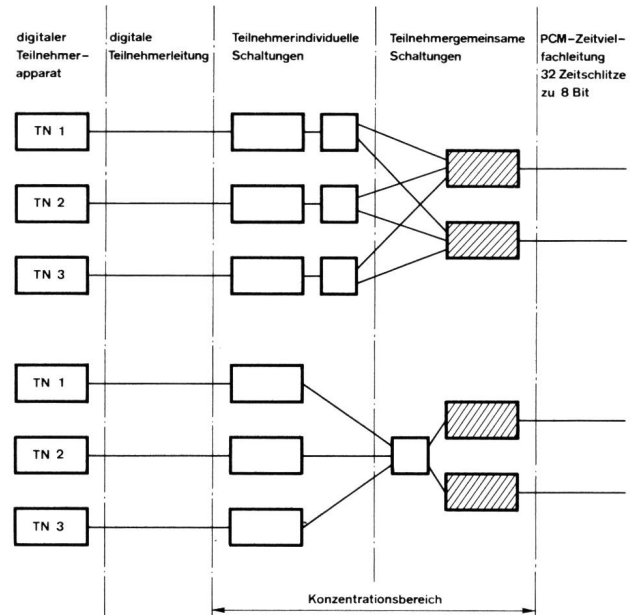 digitaler
Teilnehmer-
apparat
digitale
Teilnehmerleitung
Teilnehmerindividuelle
Schaltungen
Teilnehmergemeinsame
Schaltungen
PCM-Zeitviel-
fachleitung
32 Zeitschlitze
zu 8 Bit
TN 1
TN 2
TN 3
TN 1
TN 2
TN 3
Konzentrationsbereich